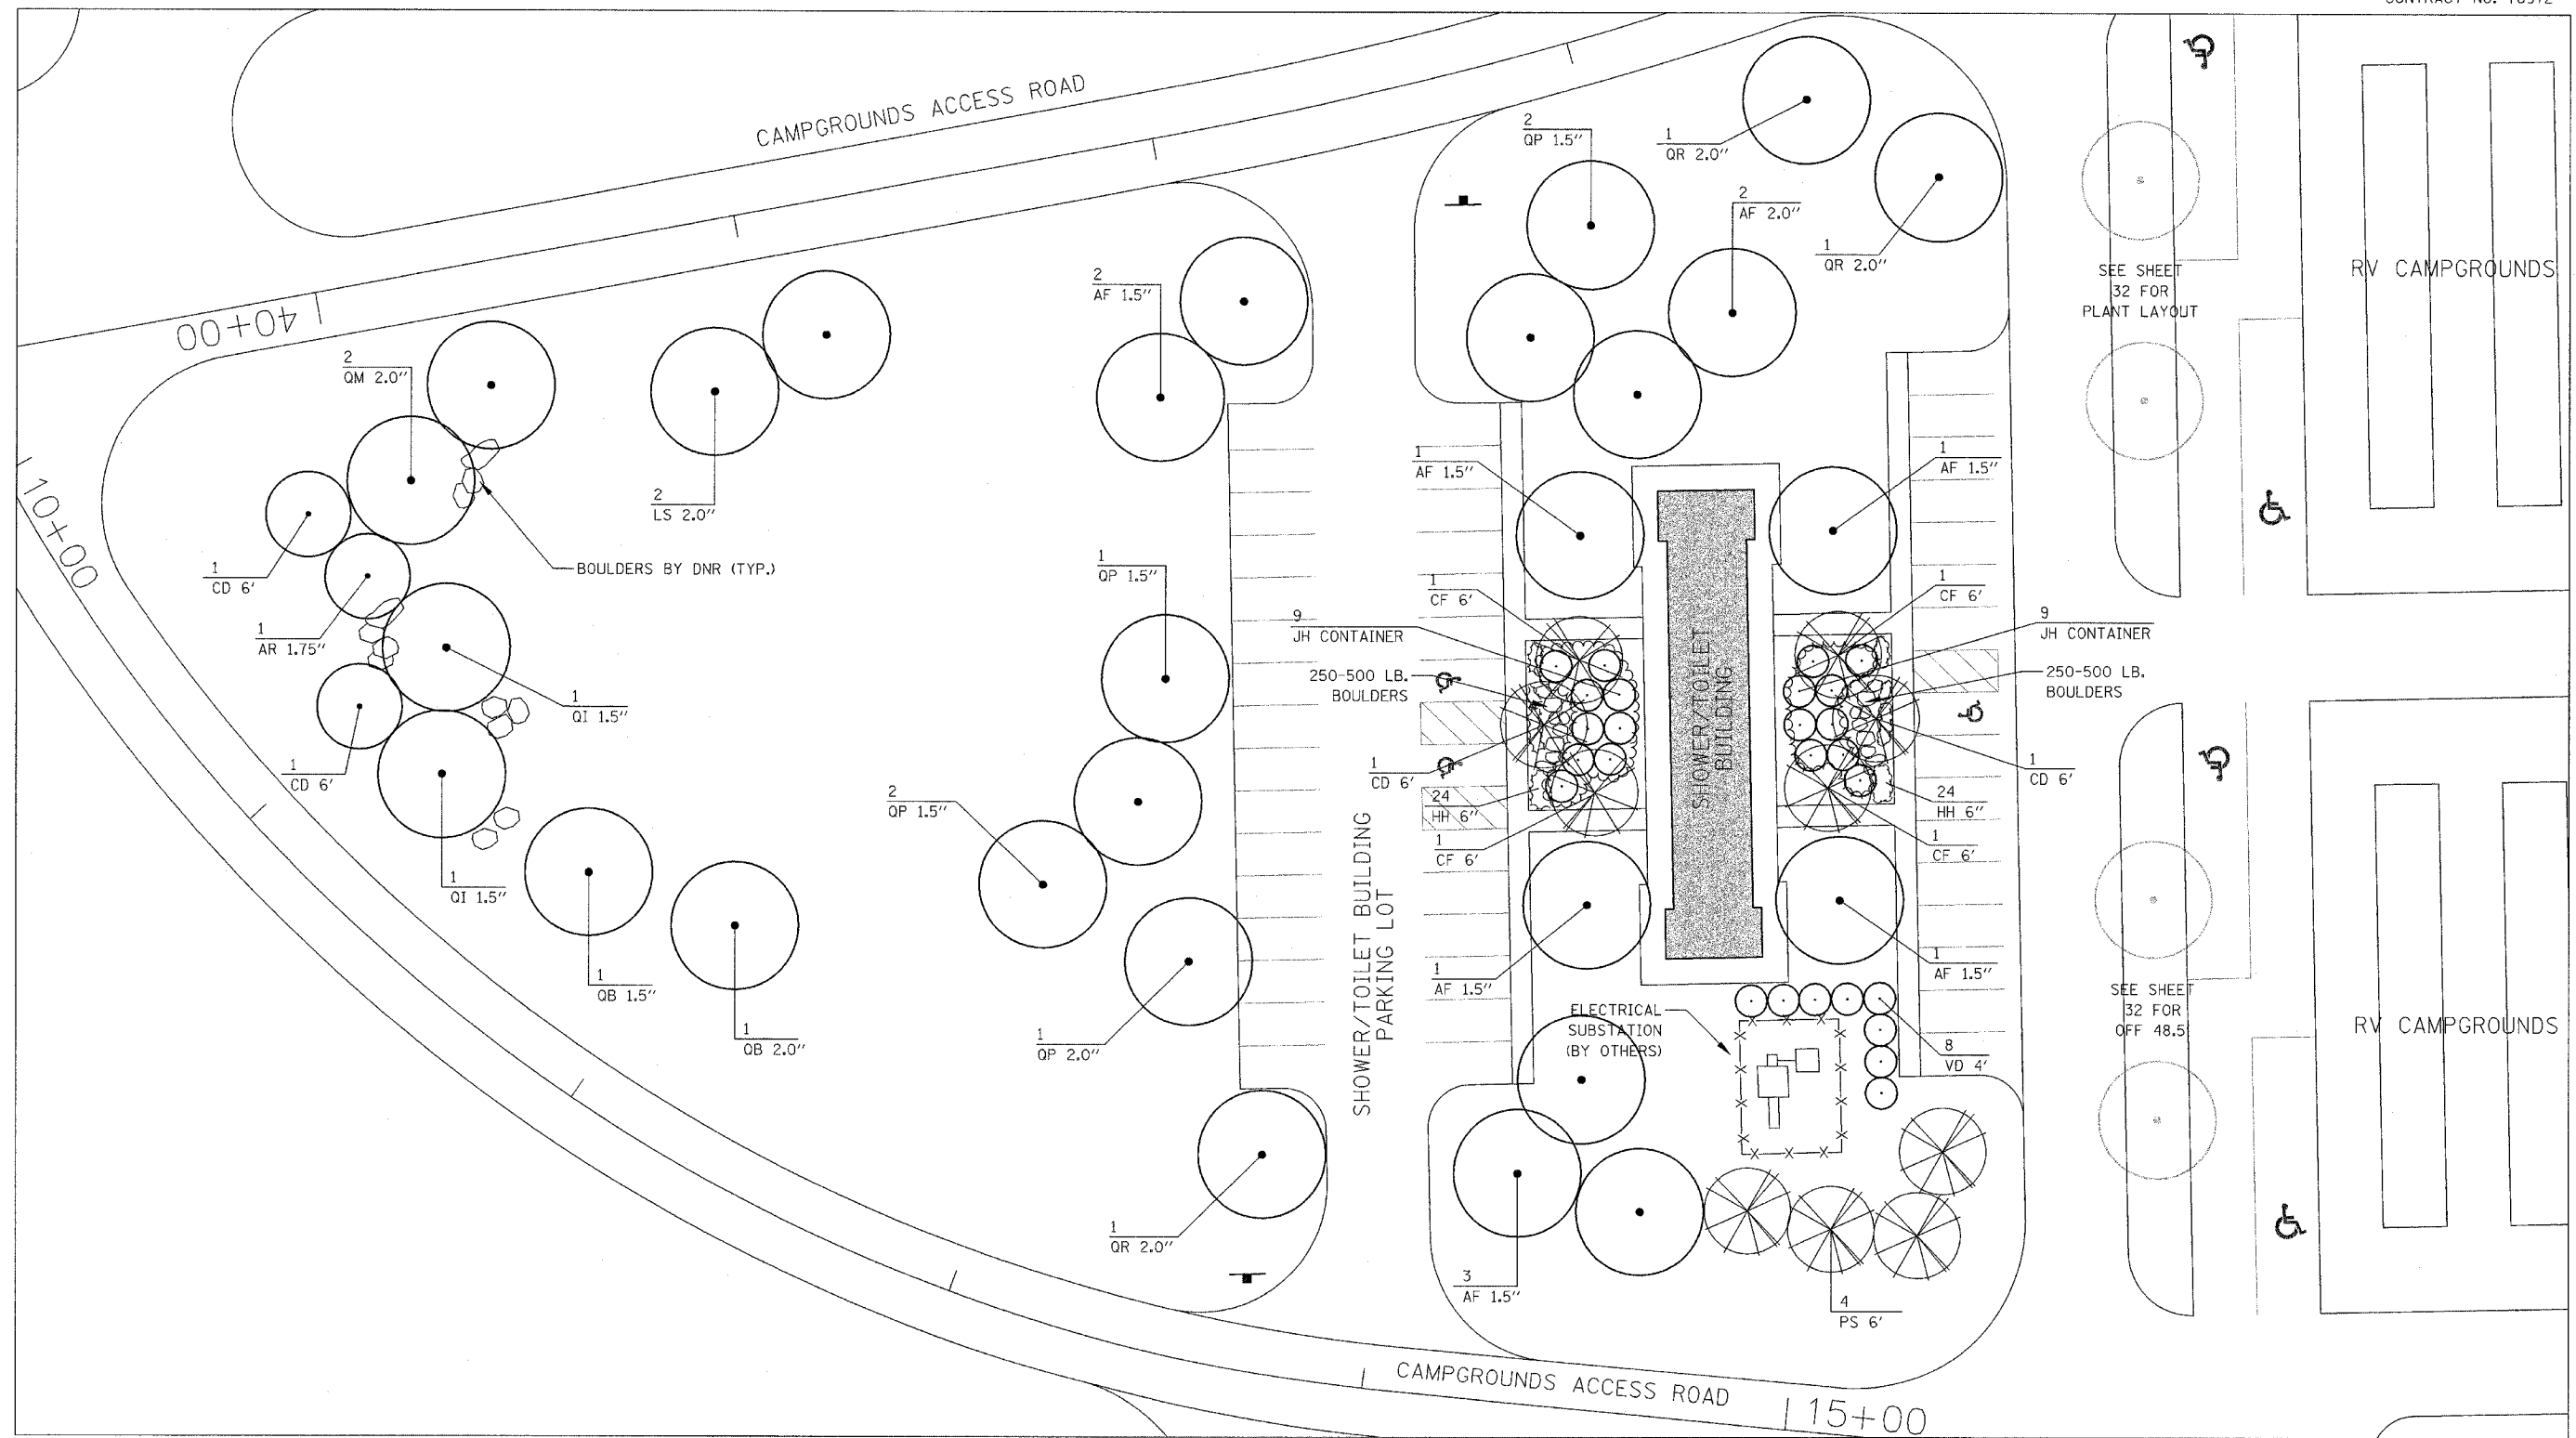 CAMPGROUNDS ACCESS ROAD
2
QP 1.5"
1
QR 2.0"
2
AF 2.0"
1
QR 2.0"
SEE SHEET
32 FOR
PLANT LAYOUT
RV CAMPGROUNDS
2
AF 1.5"
40+00
2
QM 2.0"
2
LS 2.0"
1
AF 1.5"
1
AF 1.5"
10+00
1
CD 6'
BOULDERS BY DNR (TYP.)
1
QP 1.5"
1
CF 6'
1
CF 6'
9
JH CONTAINER
9
JH CONTAINER
1
AR 1.75"
250-500 LB.
BOULDERS
250-500 LB.
BOULDERS
SHOWER/TOILET
BUILDING
1
QI 1.5"
1
CD 6'
1
CD 6'
1
CD 6'
2
QP 1.5"
24
HH 6"
24
HH 6"
1
CF 6'
1
CF 6'
SHOWER/TOILET BUILDING
PARKING LOT
1
QI 1.5"
1
QB 1.5"
1
AF 1.5"
1
AF 1.5"
1
QB 2.0"
1
QP 2.0"
ELECTRICAL
SUBSTATION
(BY OTHERS)
8
VD 4'
SEE SHEET
32 FOR
OFF 48.5
RV CAMPGROUNDS
1
QR 2.0"
3
AF 1.5"
4
PS 6'
CAMPGROUNDS ACCESS ROAD
15+00